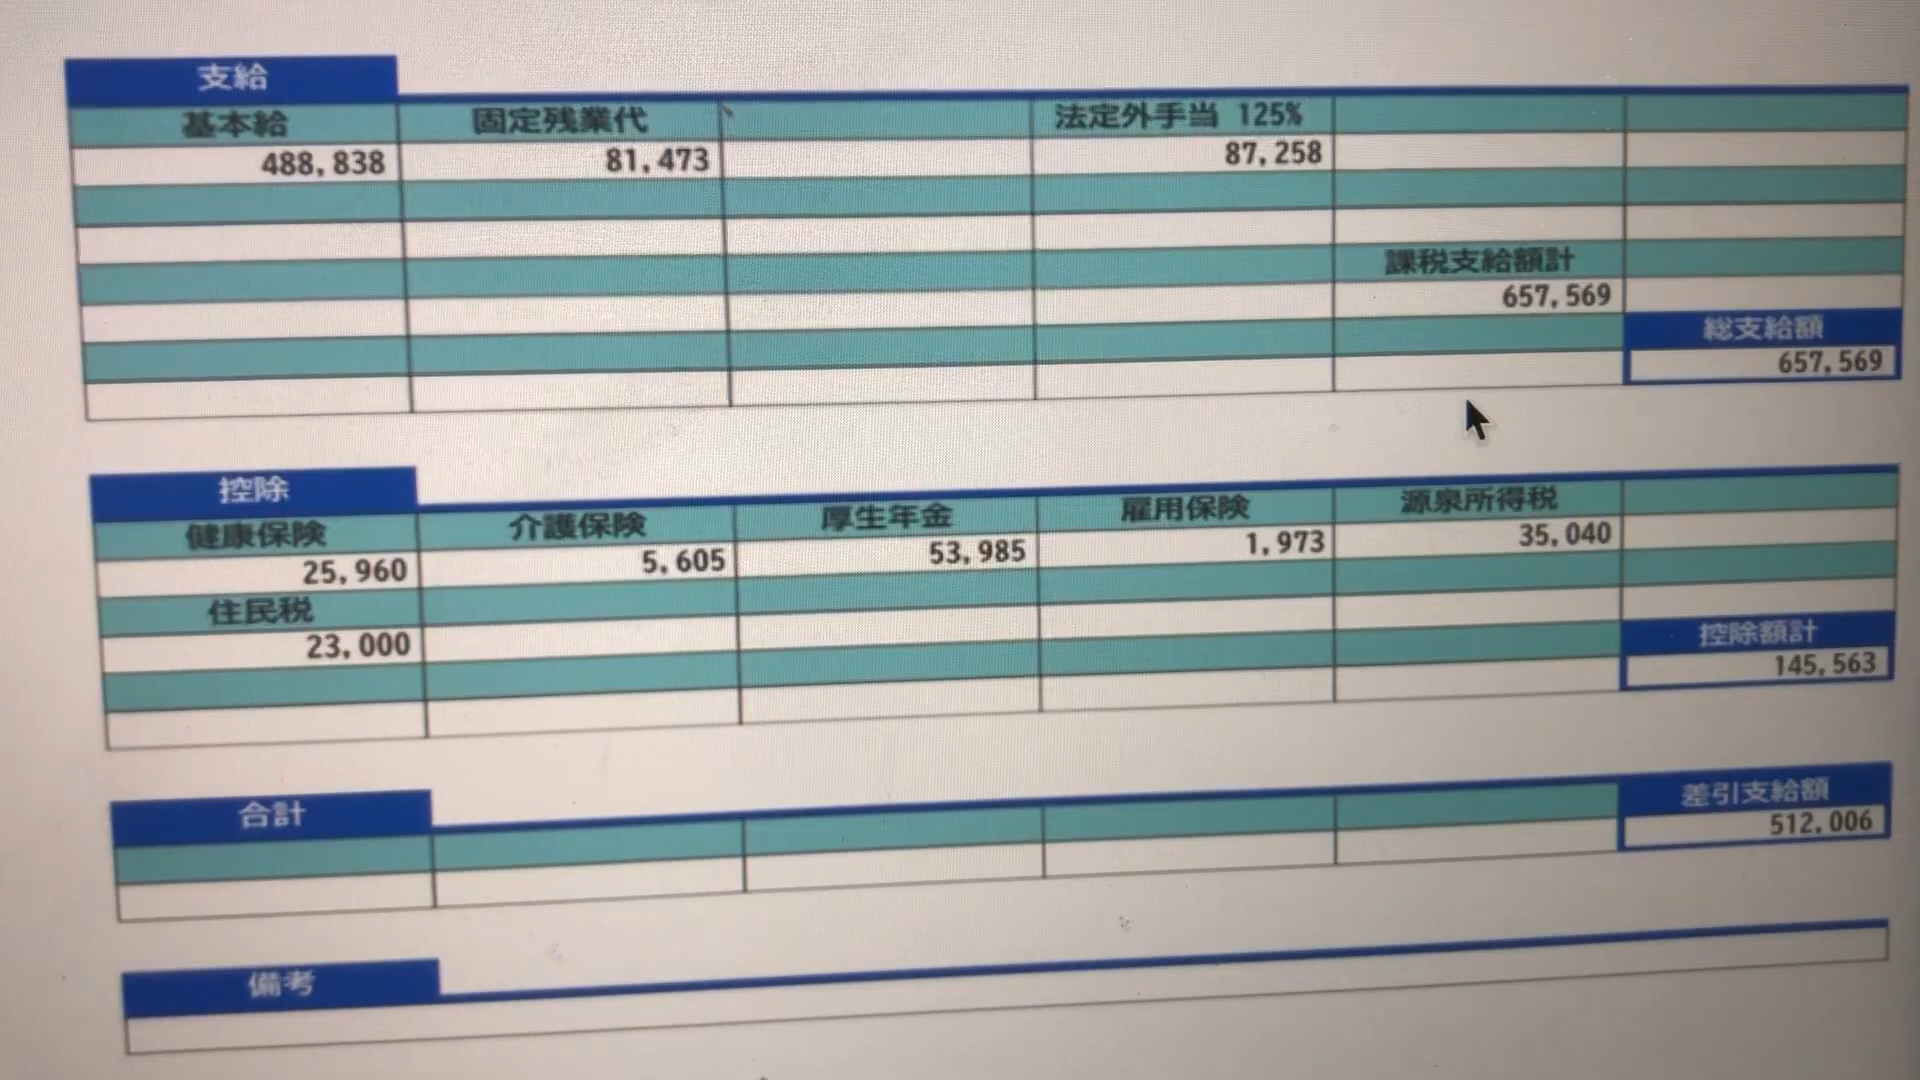 支給
基本給 固定残業代 法定外手当 125%
488,838 81,473 87,258
課税支給額計
657,569
総支給額
657,569
控除
健康保険 介護保険 厚生年金 雇用保険 源泉所得税
25,960 5,605 53,985 1,973 35,040
住民税
23,000
控除額計
145,563
合計
差引支給額
512,006
備考